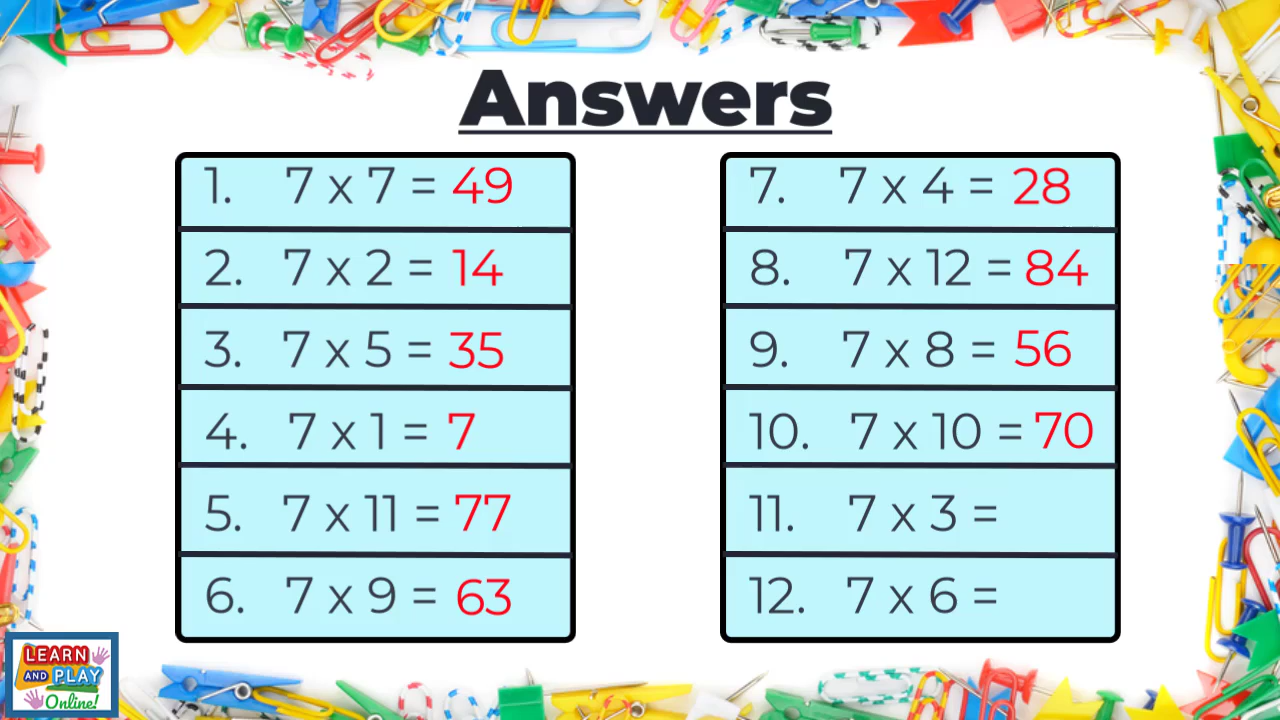 Answers
1. 7 x 7 = 49
2. 7 x 2 = 14
3. 7 x 5 = 35
4. 7 x 1 = 7
5. 7 x 11 = 77
6. 7 x 9 = 63
7. 7 x 4 = 28
8. 7 x 12 = 84
9. 7 x 8 = 56
10. 7 x 10 = 70
11. 7 x 3 =
12. 7 x 6 =
LEARN
AND PLAY
Online!